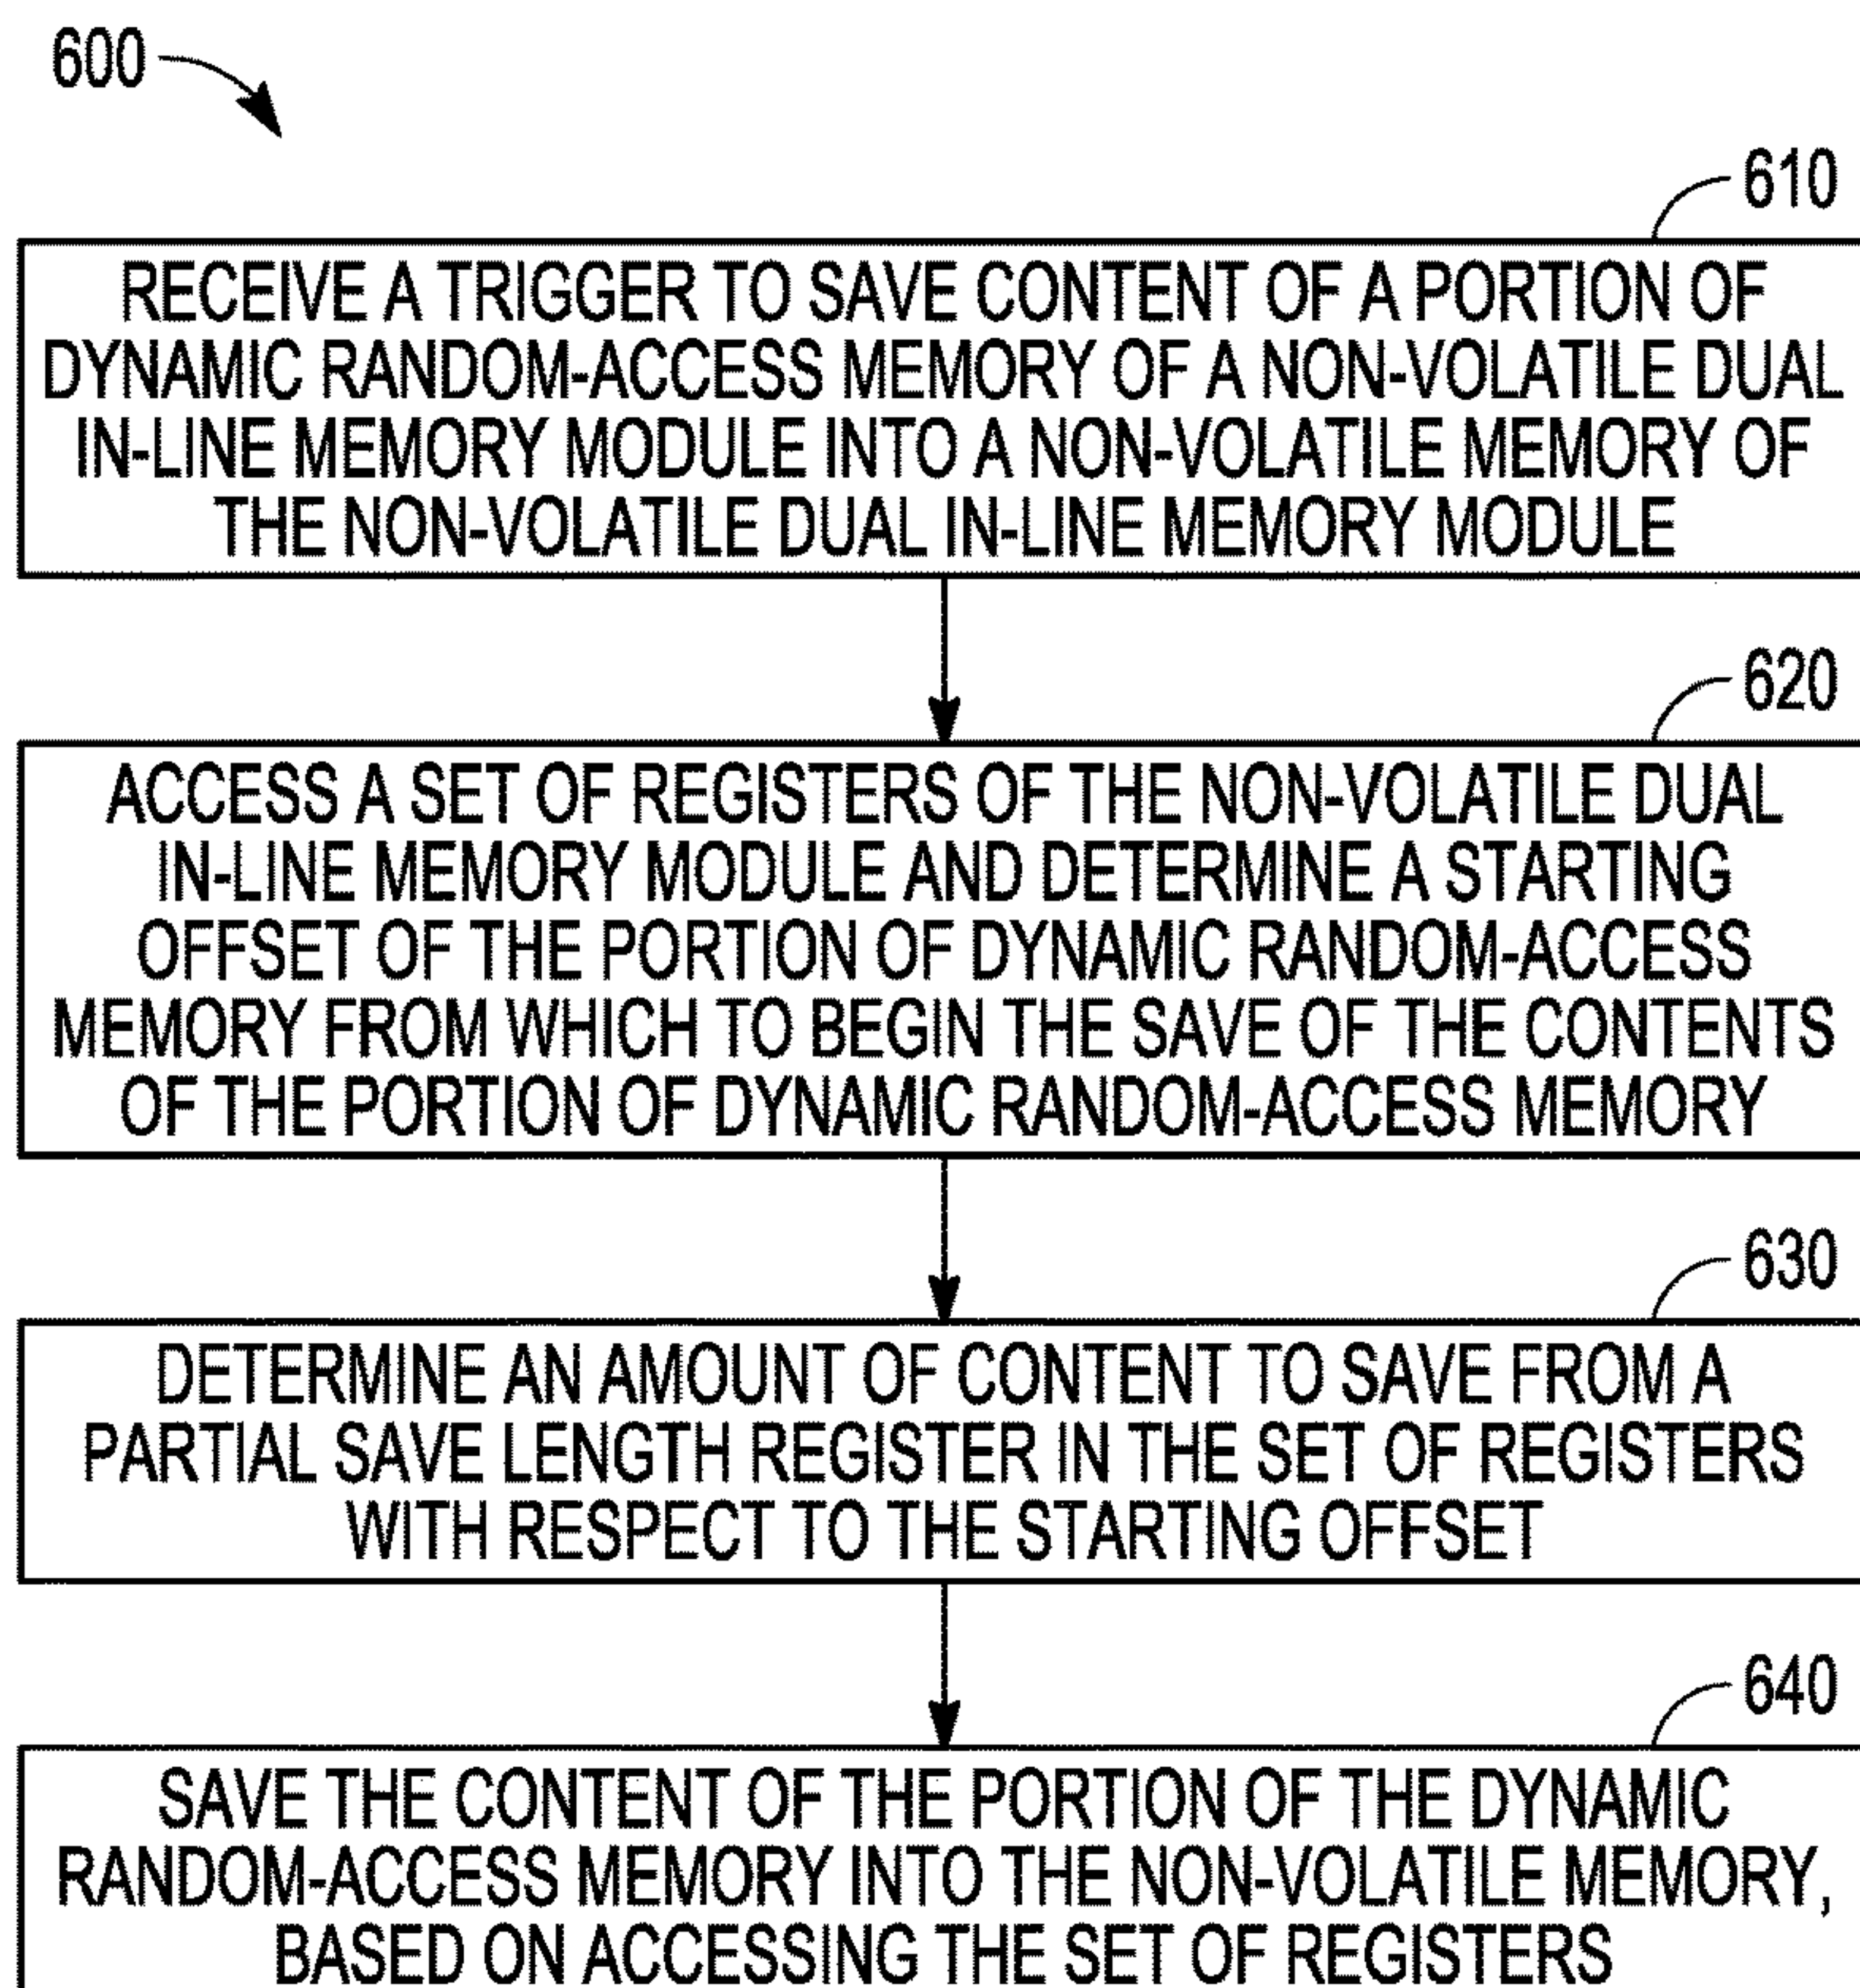 600
610
RECEIVE A TRIGGER TO SAVE CONTENT OF A PORTION OF
DYNAMIC RANDOM-ACCESS MEMORY OF A NON-VOLATILE DUAL
IN-LINE MEMORY MODULE INTO A NON-VOLATILE MEMORY OF
THE NON-VOLATILE DUAL IN-LINE MEMORY MODULE
620
ACCESS A SET OF REGISTERS OF THE NON-VOLATILE DUAL
IN-LINE MEMORY MODULE AND DETERMINE A STARTING
OFFSET OF THE PORTION OF DYNAMIC RANDOM-ACCESS
MEMORY FROM WHICH TO BEGIN THE SAVE OF THE CONTENTS
OF THE PORTION OF DYNAMIC RANDOM-ACCESS MEMORY
630
DETERMINE AN AMOUNT OF CONTENT TO SAVE FROM A
PARTIAL SAVE LENGTH REGISTER IN THE SET OF REGISTERS
WITH RESPECT TO THE STARTING OFFSET
640
SAVE THE CONTENT OF THE PORTION OF THE DYNAMIC
RANDOM-ACCESS MEMORY INTO THE NON-VOLATILE MEMORY,
BASED ON ACCESSING THE SET OF REGISTERS